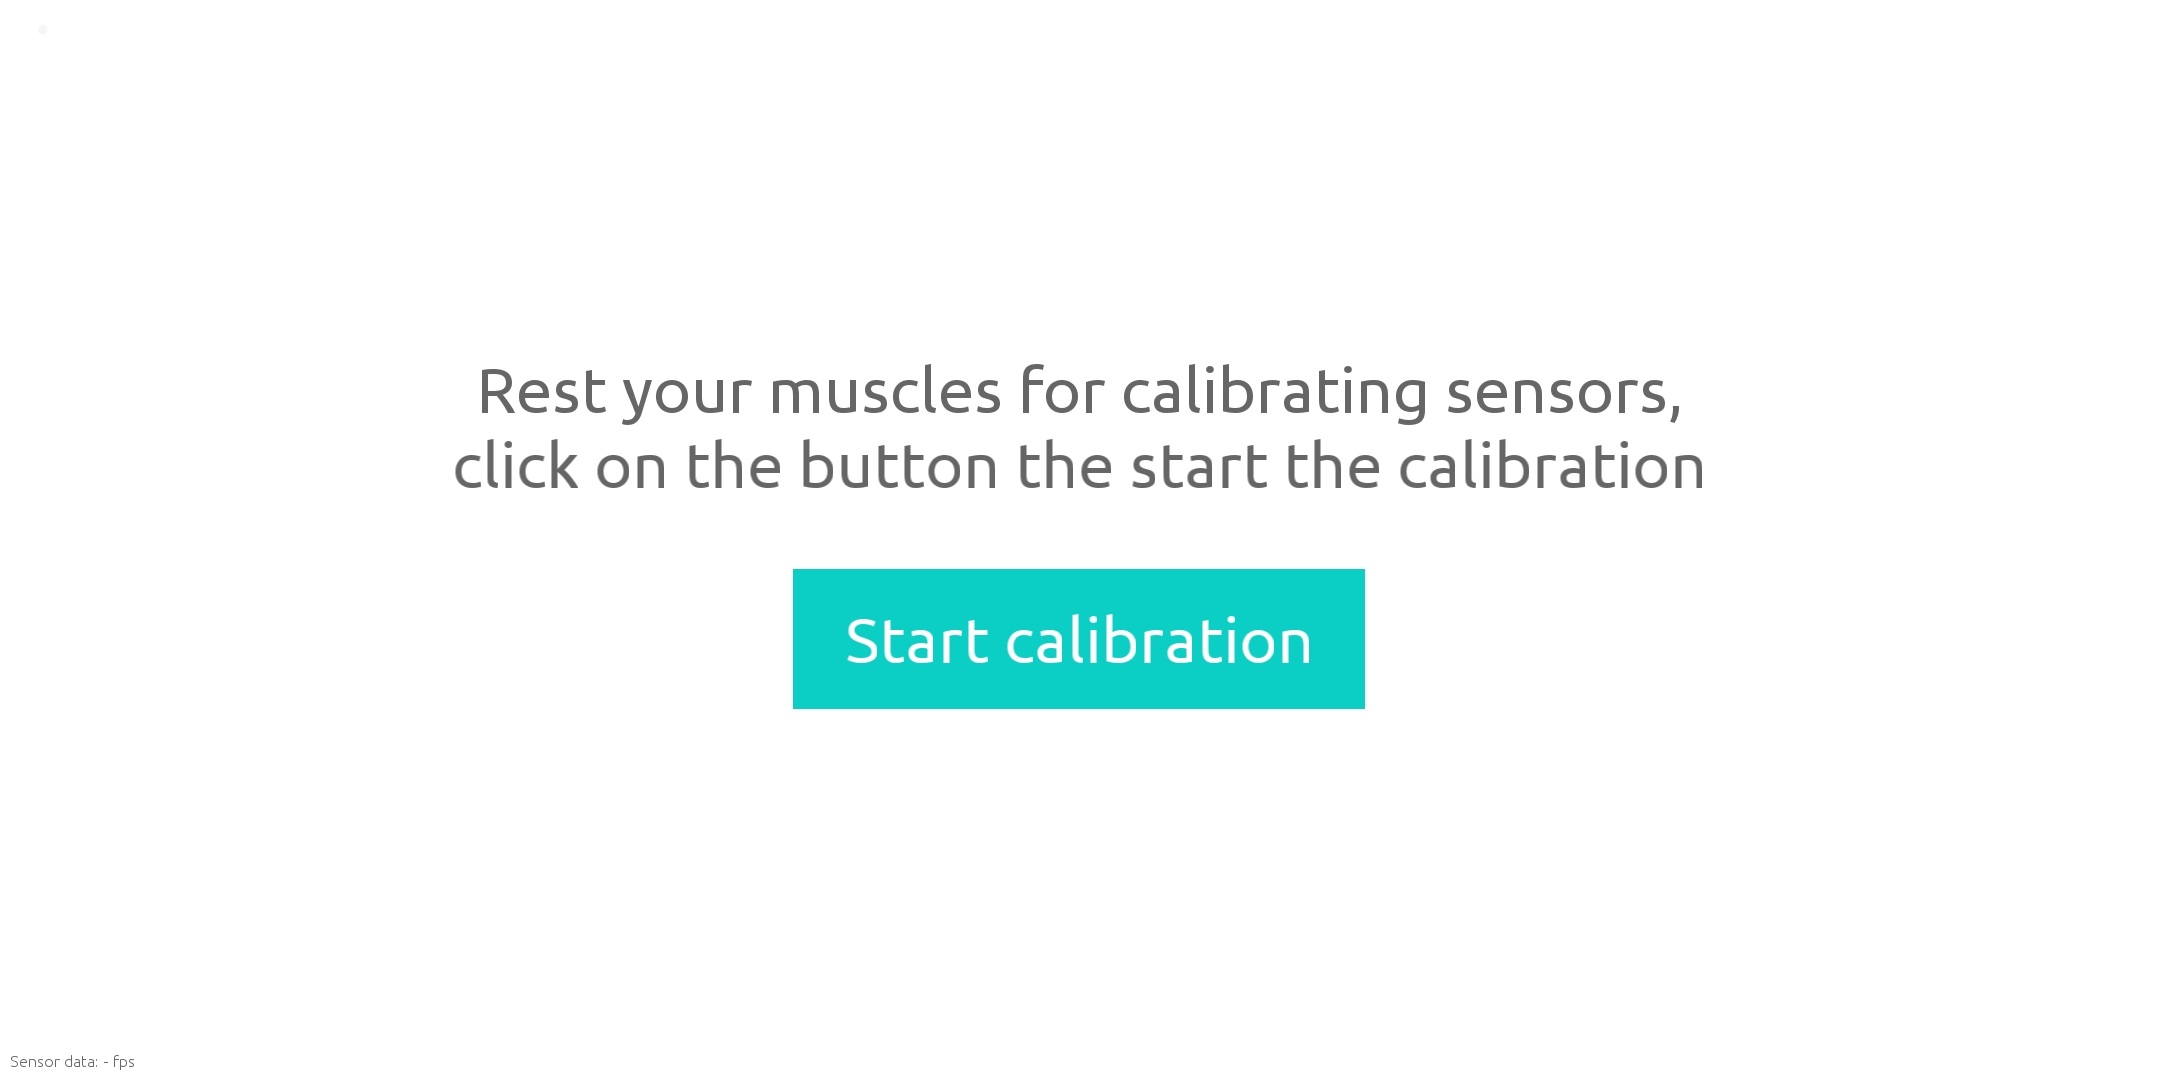 Rest your muscles for calibrating sensors,
click on the button the start the calibration
Start calibration
Sensor data: - fps